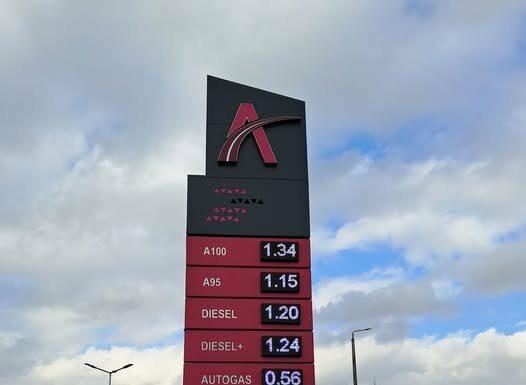 A
A100 1.34
A95 1.15
DIESEL 1.20
DIESEL+ 1.24
AUTOGAS 0.56